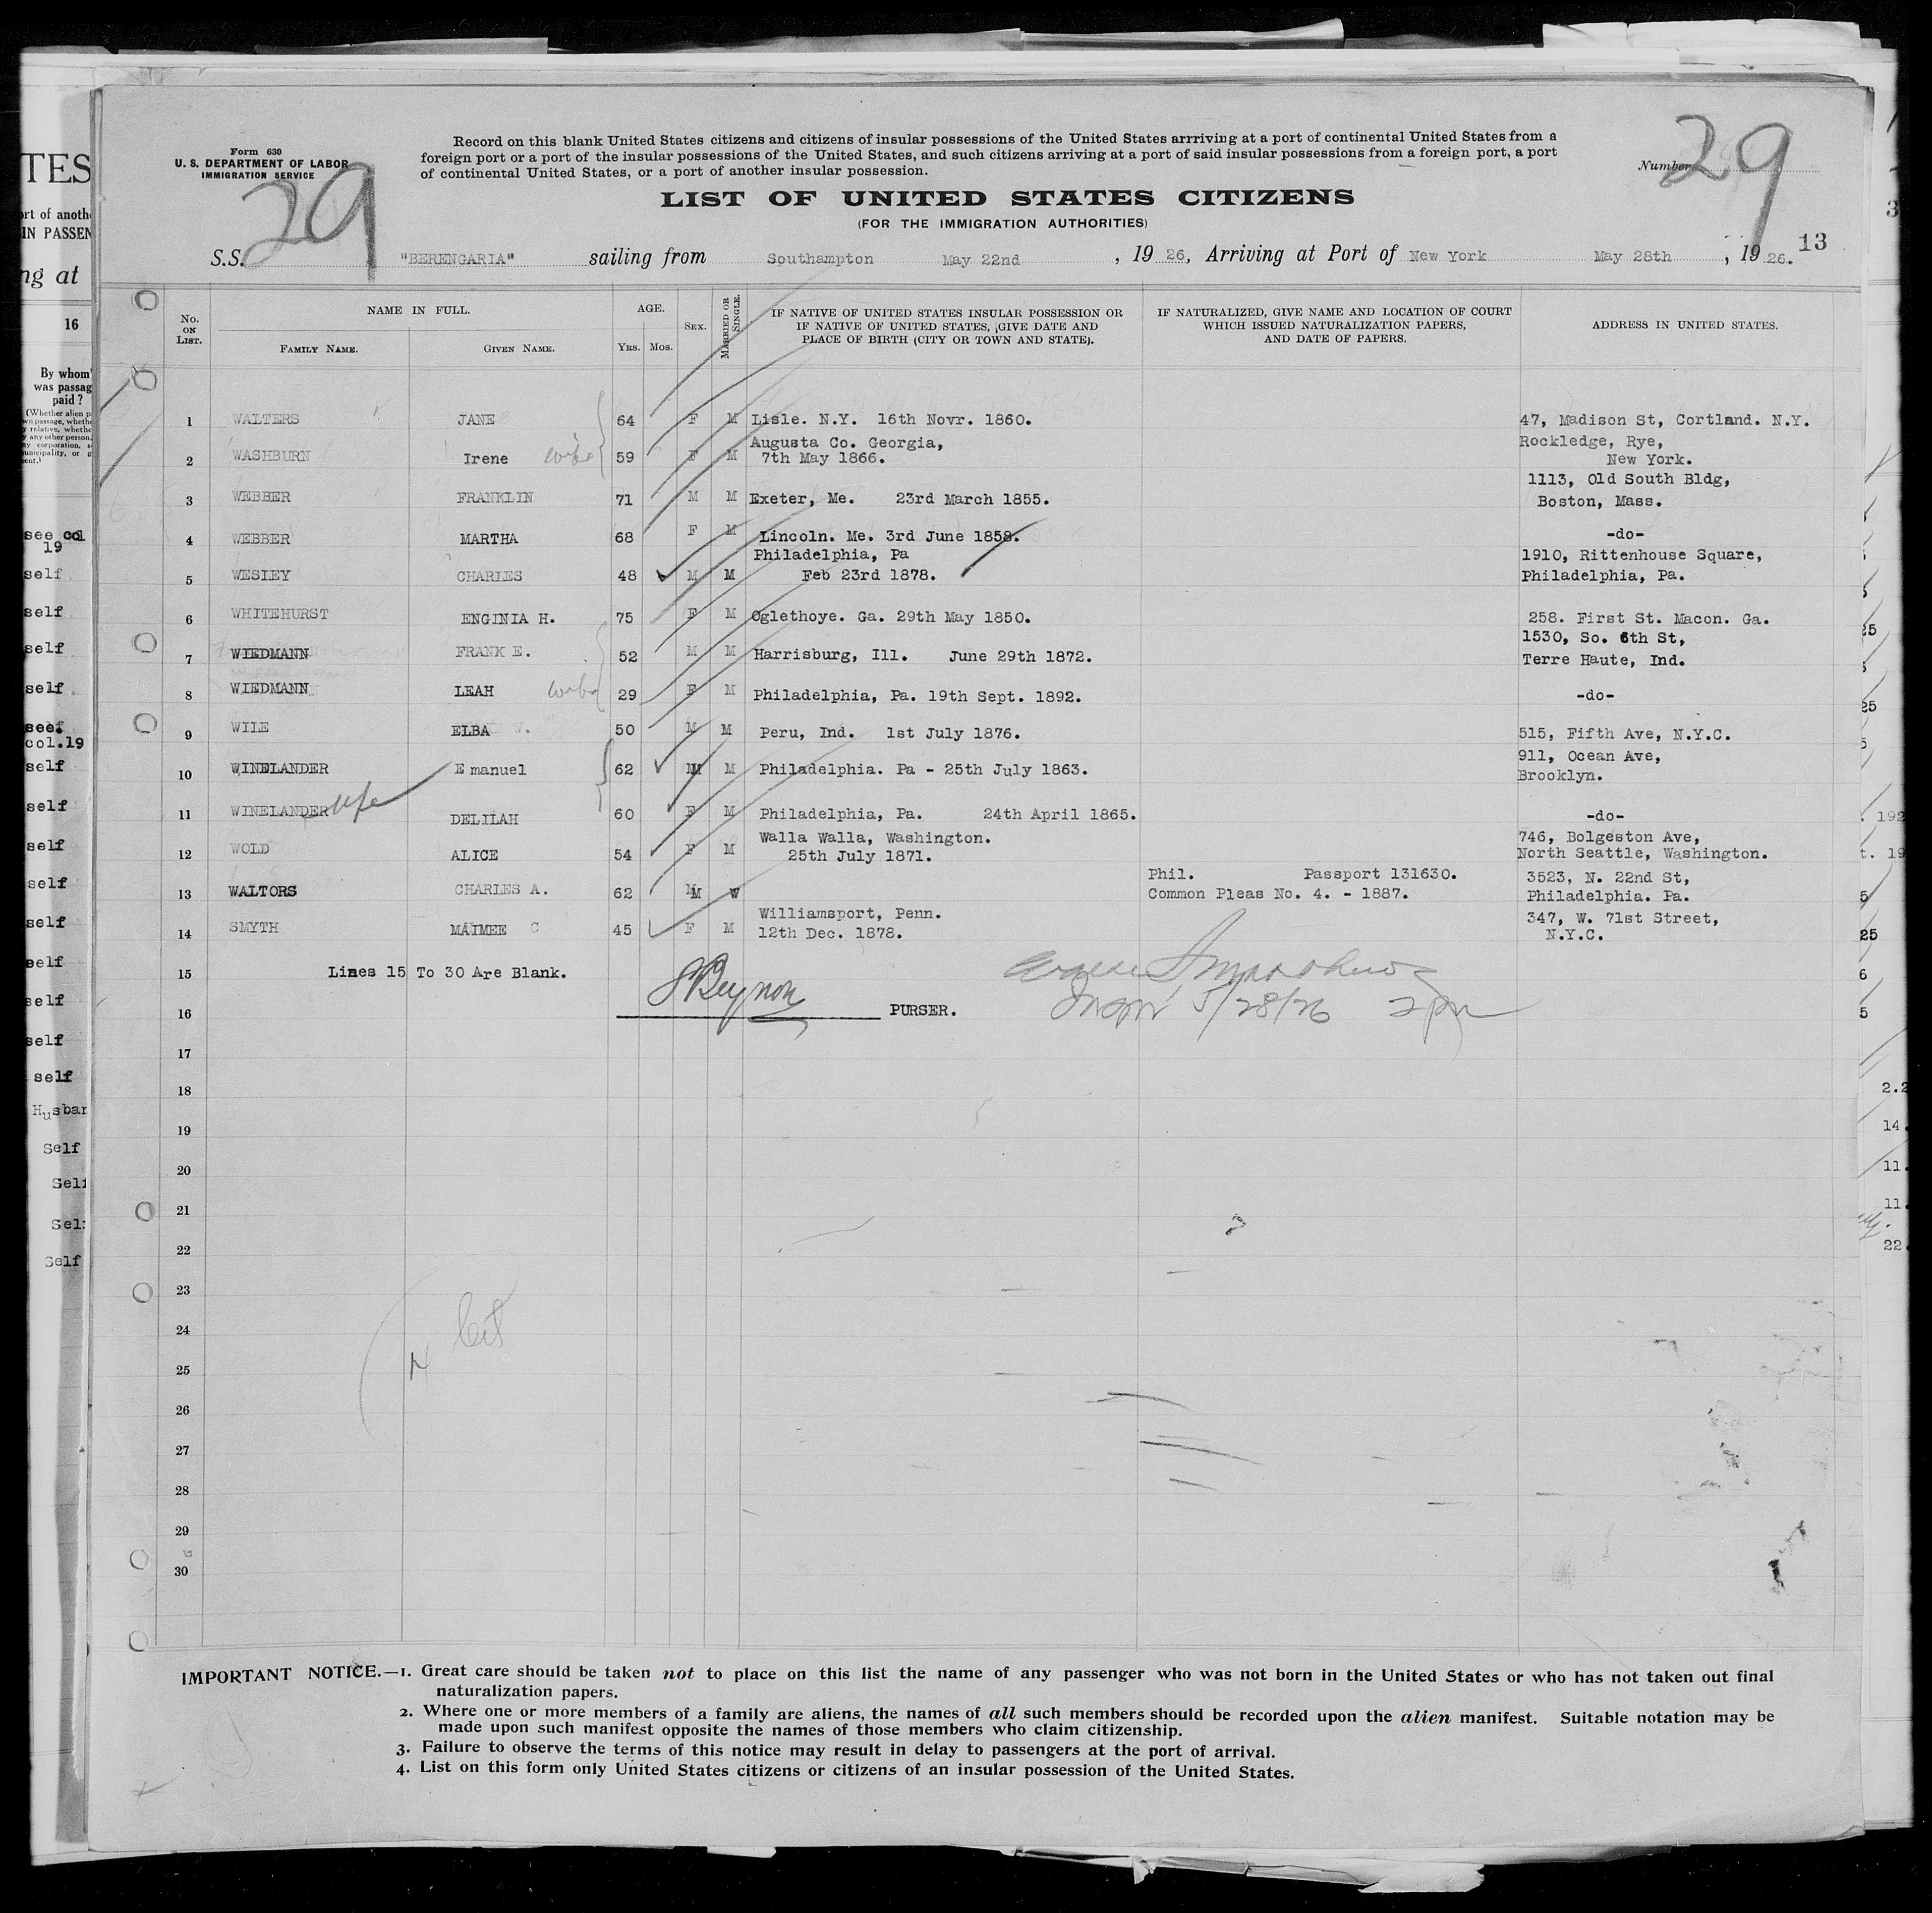 Form 630
U. S. DEPARTMENT OF LABOR
IMMIGRATION SERVICE
29
Record on this blank United States citizens and citizens of insular possessions of the United States arrriving at a port of continental United States from a
foreign port or a port of the insular possessions of the United States, and such citizens arriving at a port of said insular possessions from a foreign port, a port
of continental United States, or a port of another insular possession.
Number 29
LIST OF UNITED STATES CITIZENS
(FOR THE IMMIGRATION AUTHORITIES)
13
S.S. "BERENGARIA" sailing from Southampton May 22nd , 19 26, Arriving at Port of New York May 28th , 19 26.
No. ON LIST. NAME IN FULL. FAMILY NAME. GIVEN NAME. AGE. YRS. MOS. SEX. MARRIED OR SINGLE. IF NATIVE OF UNITED STATES INSULAR POSSESSION OR IF NATIVE OF UNITED STATES, GIVE DATE AND PLACE OF BIRTH (CITY OR TOWN AND STATE). IF NATURALIZED, GIVE NAME AND LOCATION OF COURT WHICH ISSUED NATURALIZATION PAPERS, AND DATE OF PAPERS. ADDRESS IN UNITED STATES.
1 WALTERS JANE 64 F M Lisle. N.Y. 16th Novr. 1860. 47, Madison St, Cortland. N.Y.
2 WASHBURN Irene wife 59 F M Augusta Co. Georgia, 7th May 1866. Rockledge, Rye, New York.
3 WEBBER FRANKLIN 71 M M Exeter, Me. 23rd March 1855. 1113, Old South Bldg, Boston, Mass.
4 WEBBER MARTHA 68 F M Lincoln. Me. 3rd June 1858. -do-
5 WESLEY CHARLES 48 M M Philadelphia, Pa Feb 23rd 1878. 1910, Rittenhouse Square, Philadelphia, Pa.
6 WHITEHURST ENGINIA H. 75 F M Oglethoye. Ga. 29th May 1850. 258. First St. Macon. Ga.
7 WIEDMANN FRANK E. 52 M M Harrisburg, Ill. June 29th 1872. 1530, So. 6th St, Terre Haute, Ind.
8 WIEDMANN LEAH wife 29 F M Philadelphia, Pa. 19th Sept. 1892. -do-
9 WILE ELBA W. 50 M M Peru, Ind. 1st July 1876. 515, Fifth Ave, N.Y.C.
10 WINELANDER Emanuel 62 M M Philadelphia. Pa - 25th July 1863. 911, Ocean Ave, Brooklyn.
11 WINELANDER wife DELILAH 60 F M Philadelphia, Pa. 24th April 1865. -do-
12 WOLD ALICE 54 F M Walla Walla, Washington. 25th July 1871. 746, Bolgeston Ave, North Seattle, Washington.
13 WALTORS CHARLES A. 62 M W Phil. Passport 131630. Common Pleas No. 4. - 1887. 3523, N. 22nd St, Philadelphia. Pa.
14 SMYTH MAIMEE C 45 F M Williamsport, Penn. 12th Dec. 1878. 347, W. 71st Street, N.Y.C.
15 Lines 15 To 30 Are Blank.
16 PURSER. 5/28/26 2pm
17
18
19
20
21
22
23
24
25
26
27
28
29
30
IMPORTANT NOTICE.—1. Great care should be taken not to place on this list the name of any passenger who was not born in the United States or who has not taken out final
naturalization papers.
2. Where one or more members of a family are aliens, the names of all such members should be recorded upon the alien manifest. Suitable notation may be
made upon such manifest opposite the names of those members who claim citizenship.
3. Failure to observe the terms of this notice may result in delay to passengers at the port of arrival.
4. List on this form only United States citizens or citizens of an insular possession of the United States.